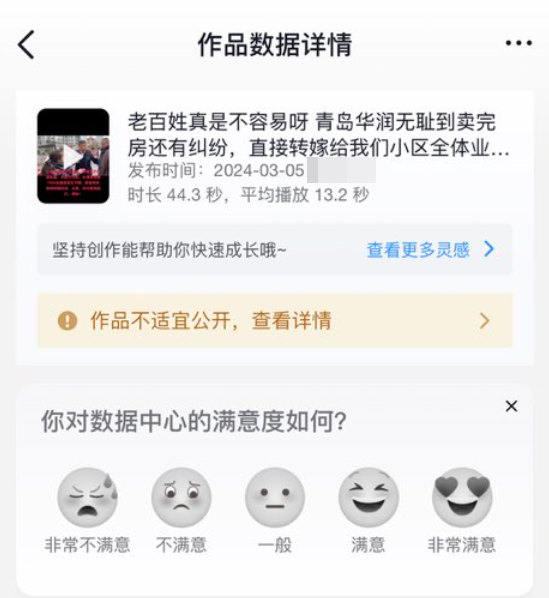 作品数据详情
老百姓真是不容易呀 青岛华润无耻到卖完
房还有纠纷，直接转嫁给我们小区全体业...
发布时间：2024-03-05
时长 44.3 秒，平均播放 13.2 秒
坚持创作能帮助你快速成长哦~ 查看更多灵感
作品不适宜公开，查看详情
你对数据中心的满意度如何?
非常不满意 不满意 一般 满意 非常满意